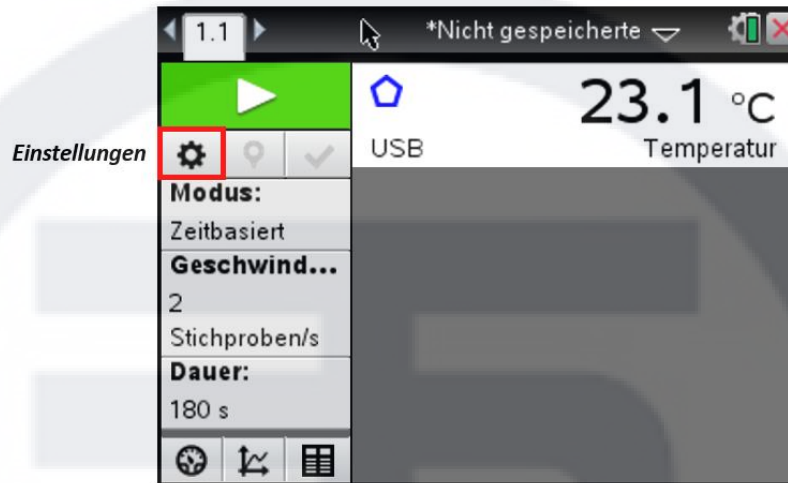 1.1
*Nicht gespeicherte
23.1 °C
USB
Temperatur
Einstellungen
Modus:
Zeitbasiert
Geschwind...
2
Stichproben/s
Dauer:
180 s